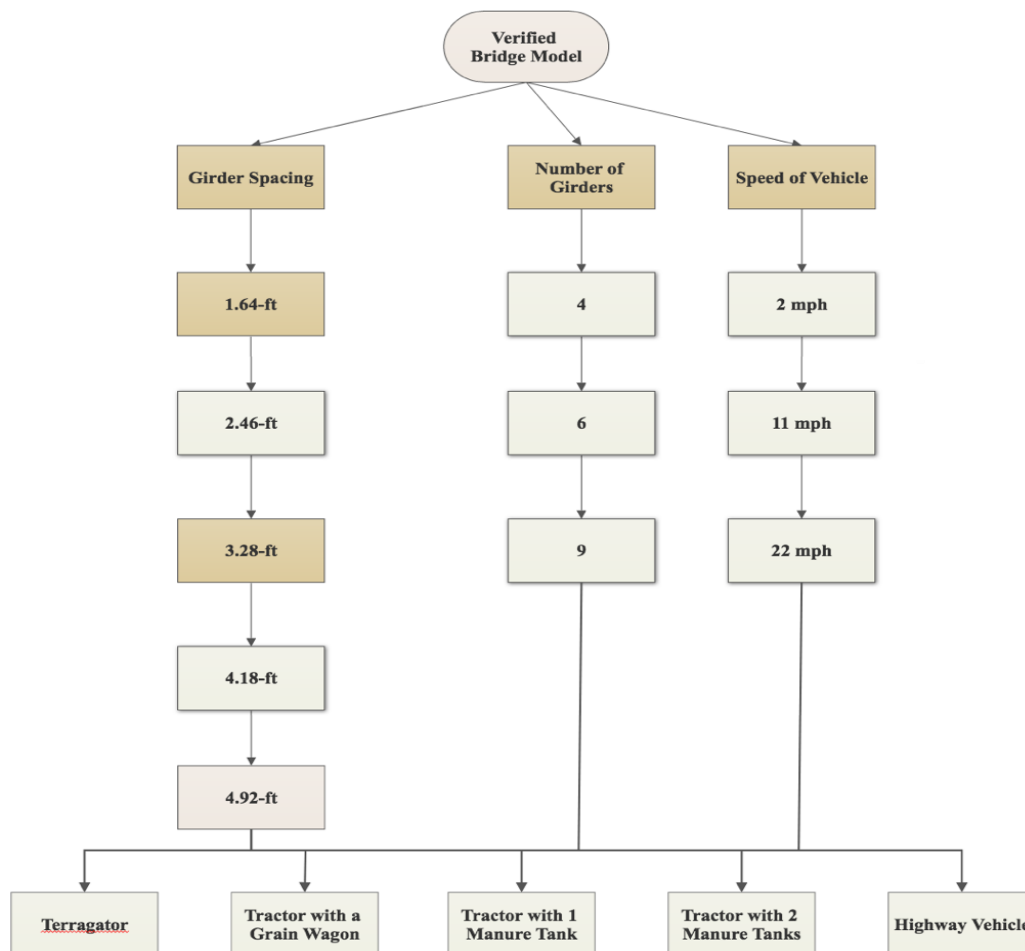 Verified
Bridge Model
Girder Spacing
Number of
Girders
Speed of Vehicle
1.64-ft
4
2 mph
2.46-ft
6
11 mph
3.28-ft
9
22 mph
4.18-ft
4.92-ft
Terragator
Tractor with a
Grain Wagon
Tractor with 1
Manure Tank
Tractor with 2
Manure Tanks
Highway Vehicle